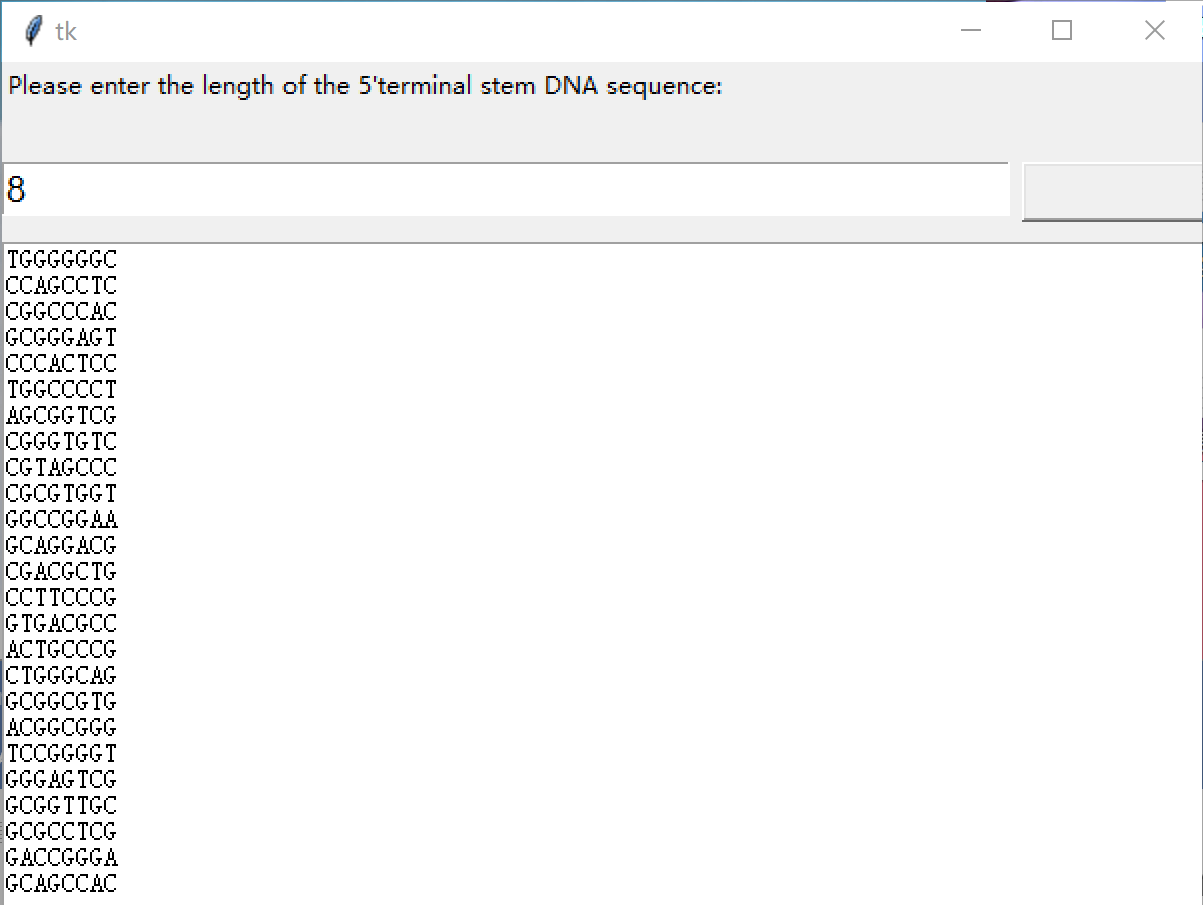 tk
Please enter the length of the 5'terminal stem DNA sequence:
8
TGGGGGGC
CCAGCCTC
CGGCCCAC
GCGGGAGT
CCCACTCC
TGGCCCCT
AGCGGTCG
CGGGTGTC
CGTAGCCC
CGCGTGGT
GGCCGGAA
GCAGGACG
CGACGCTG
CCTTCCCG
GTGACGCC
ACTGCCCG
CTGGGCAG
GCGGCGTG
ACGGCGGG
TCCGGGGT
GGGAGTCG
GCGGTTGC
GCGCCTCG
GACCGGGA
GCAGCCAC